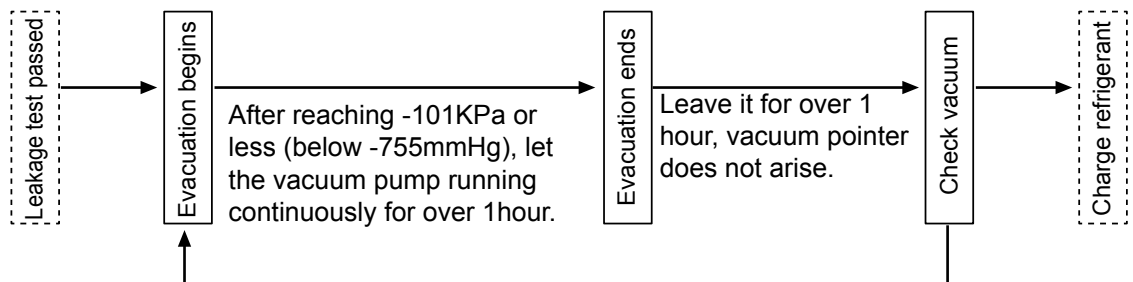 Leakage test passed
Evacuation begins
After reaching -101KPa or
less (below -755mmHg), let
the vacuum pump running
continuously for over 1hour.
Evacuation ends
Leave it for over 1
hour, vacuum pointer
does not arise.
Check vacuum
Charge refrigerant